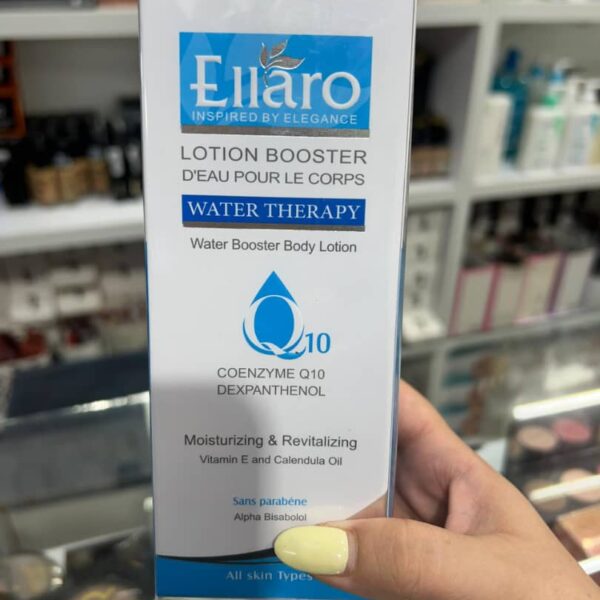 Ellaro
INSPIRED BY ELEGANCE
LOTION BOOSTER
D'EAU POUR LE CORPS
WATER THERAPY
Water Booster Body Lotion
Q10
COENZYME Q10
DEXPANTHENOL
Moisturizing & Revitalizing
Vitamin E and Calendula Oil
Sans parabéne
Alpha Bisabolol
All skin Types